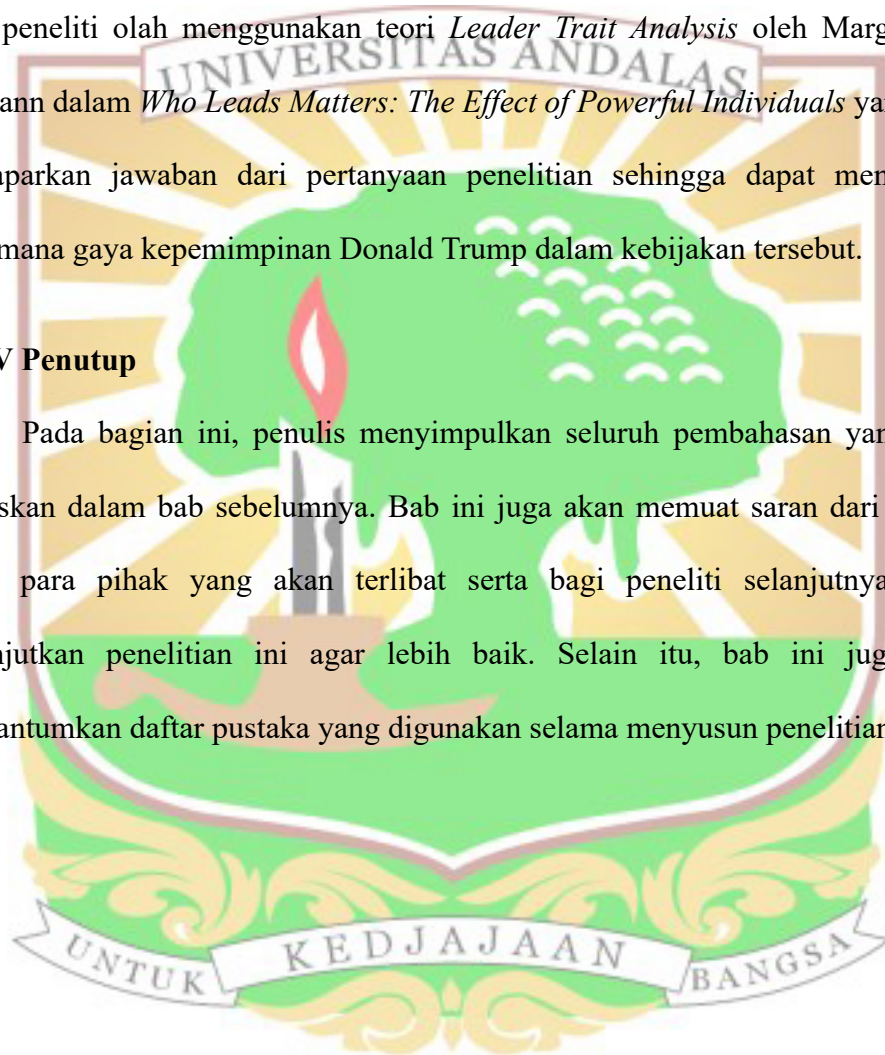 peneliti olah menggunakan teori Leader Trait Analysis oleh Marg
UNIVERSITAS ANDALAS
ann dalam Who Leads Matters: The Effect of Powerful Individuals ya
aparkan jawaban dari pertanyaan penelitian sehingga dapat men
mana gaya kepemimpinan Donald Trump dalam kebijakan tersebut.
V Penutup
Pada bagian ini, penulis menyimpulkan seluruh pembahasan yan
skan dalam bab sebelumnya. Bab ini juga akan memuat saran dari
para pihak yang akan terlibat serta bagi peneliti selanjutnya
njutkan penelitian ini agar lebih baik. Selain itu, bab ini jug
antumkan daftar pustaka yang digunakan selama menyusun penelitian
UNTUK KEDJAJAAN BANGSA